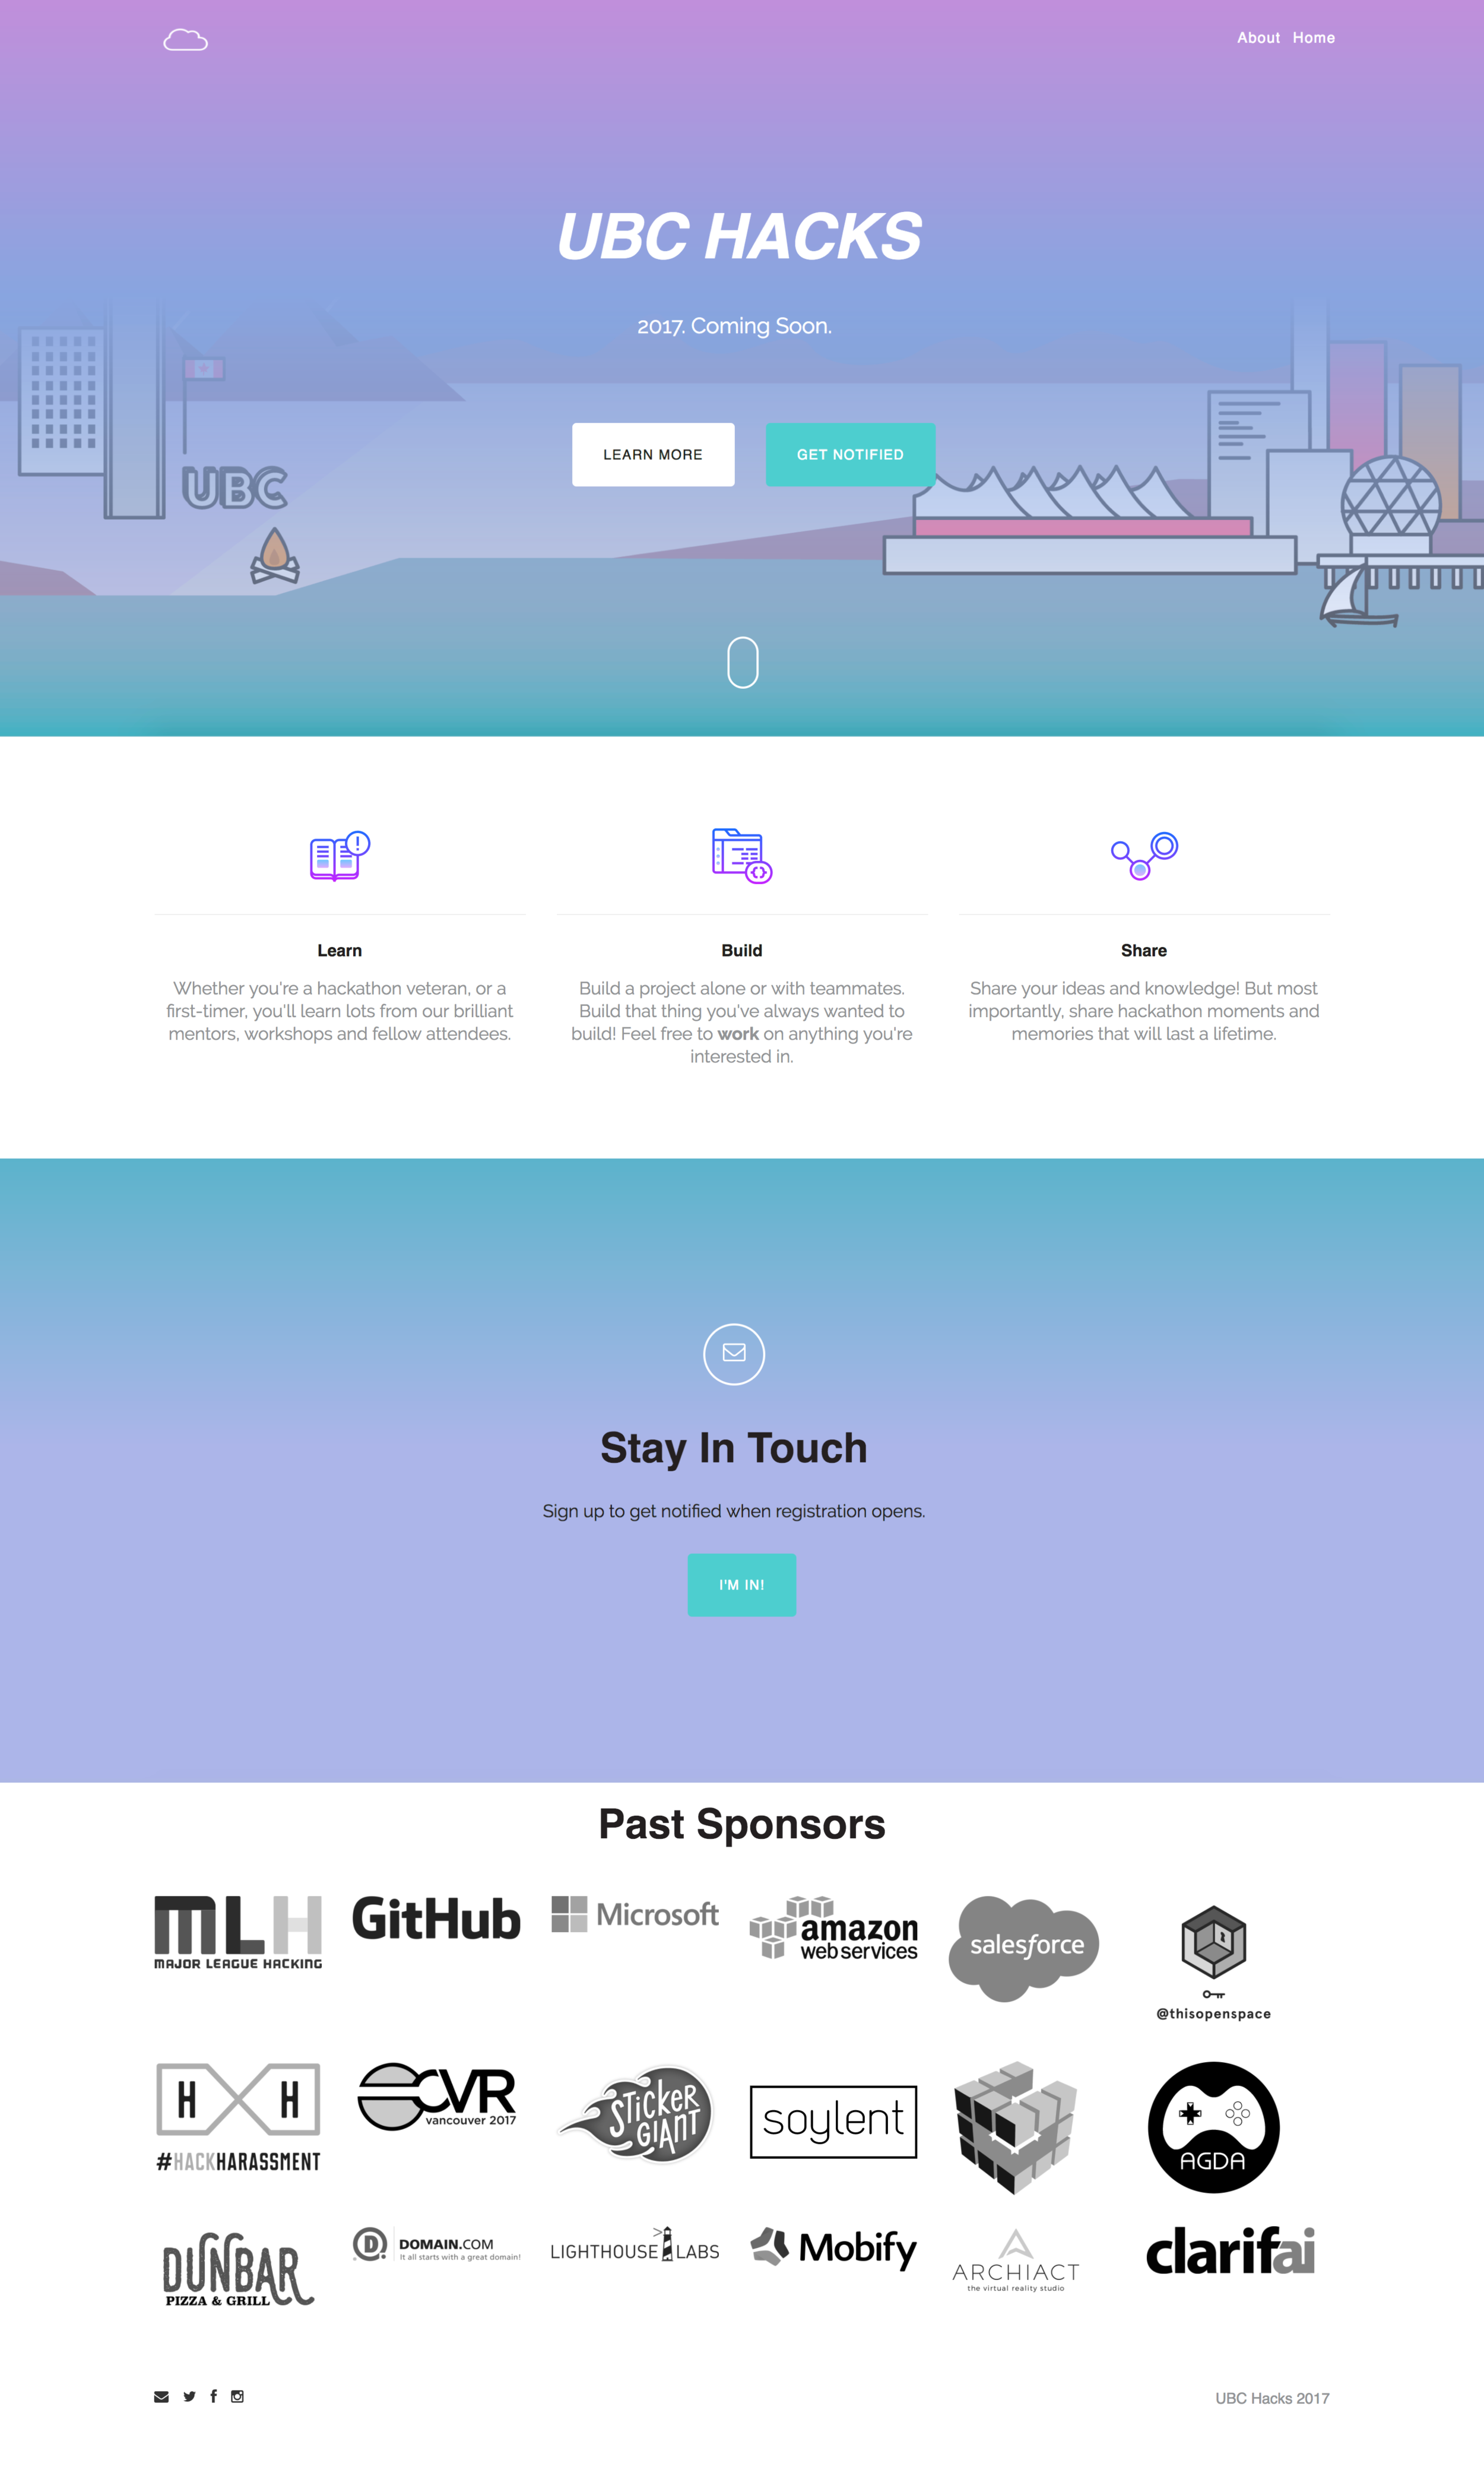 About Home
UBC HACKS
2017. Coming Soon.
LEARN MORE
GET NOTIFIED
UBC
Learn
Whether you're a hackathon veteran, or a
first-timer, you'll learn lots from our brilliant
mentors, workshops and fellow attendees.
Build
Build a project alone or with teammates.
Build that thing you've always wanted to
build! Feel free to work on anything you're
interested in.
Share
Share your ideas and knowledge! But most
importantly, share hackathon moments and
memories that will last a lifetime.
Stay In Touch
Sign up to get notified when registration opens.
I'M IN!
Past Sponsors
MLH
MAJOR LEAGUE HACKING
GitHub
Microsoft
amazon
web services
salesforce
@thisopenspace
H H
#HACKHARASSMENT
CVR
vancouver 2017
STICKER
GIANT
soylent
AGDA
DUNBAR
PIZZA & GRILL
D DOMAIN.COM
It all starts with a great domain!
LIGHTHOUSE LABS
Mobify
ARCHIACT
the virtual reality studio
clarifai
UBC Hacks 2017